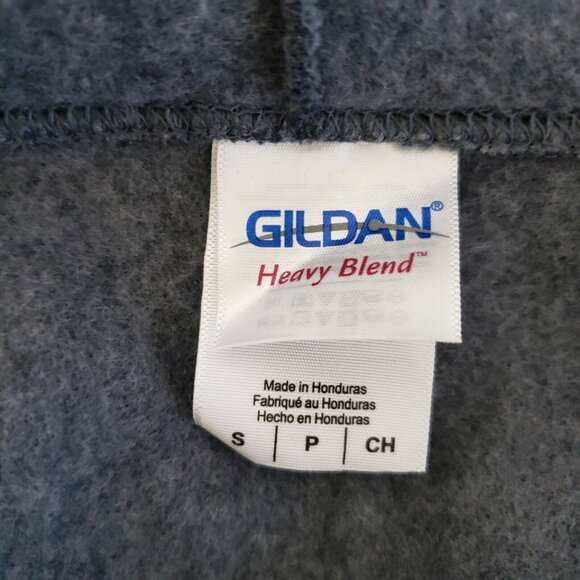 GILDAN®
Heavy Blend™
Made in Honduras
Fabriqué au Honduras
Hecho en Honduras
S | P | CH